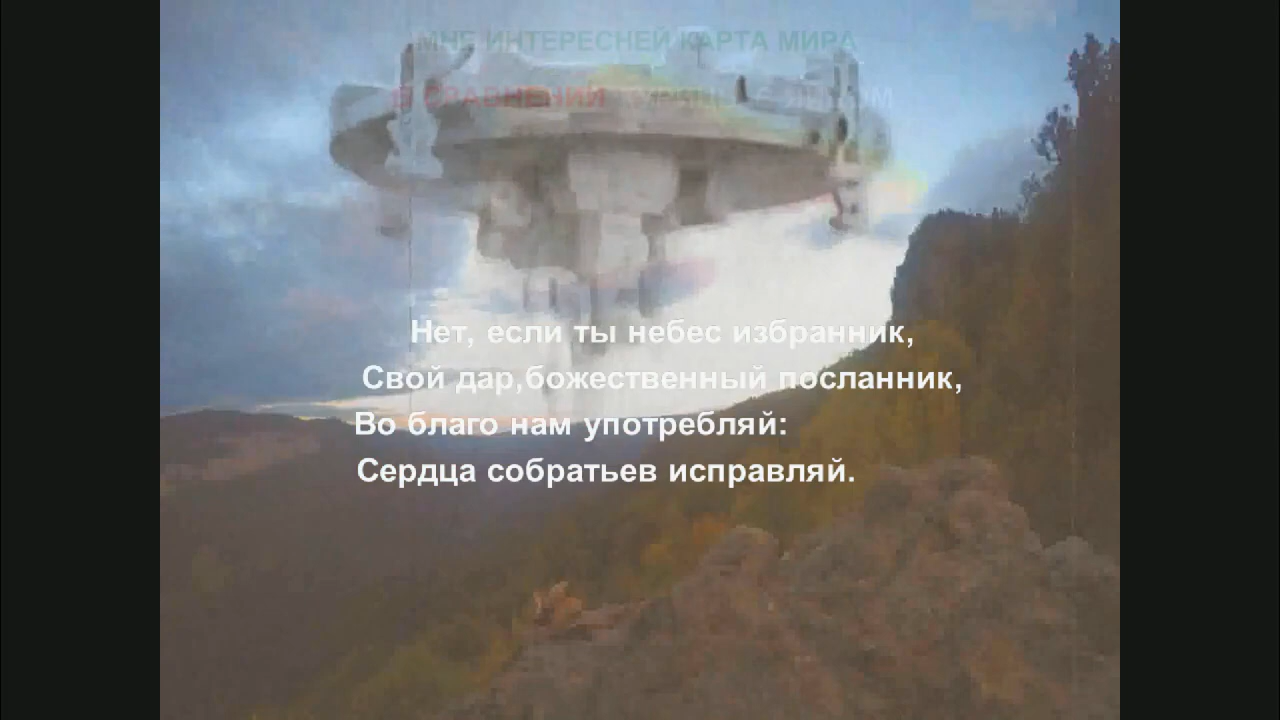 МНЕ ИНТЕРЕСНЕЙ КАРТА МИРА
В СРАВНЕНИИ
Нет, если ты небес избранник,
Свой дар,божественный посланник,
Во благо нам употребляй:
Сердца собратьев исправляй.